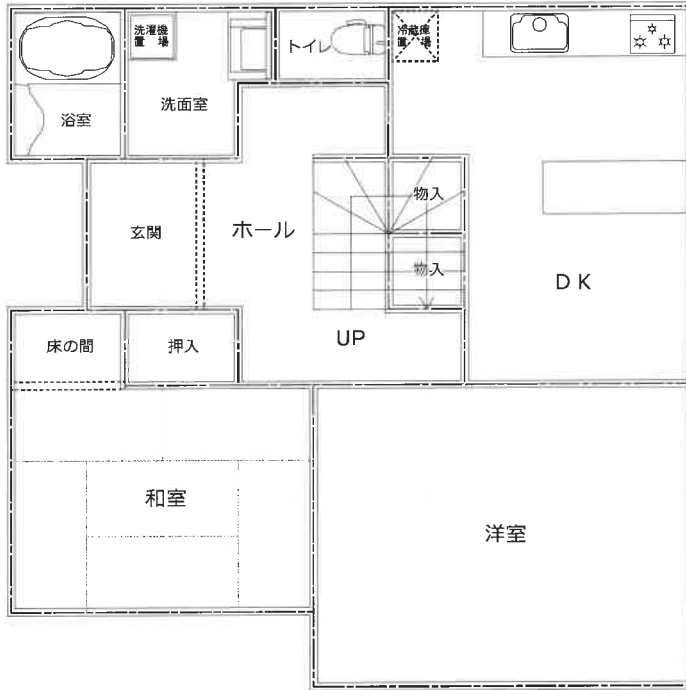 洗濯機
置　場
トイレ
冷蔵庫
置　場
浴室
洗面室
物入
玄関
ホール
物入
DK
UP
床の間
押入
和室
洋室